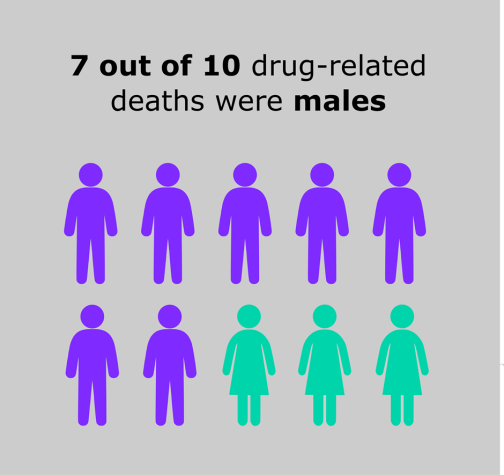 7 out of 10 drug-related
deaths were males